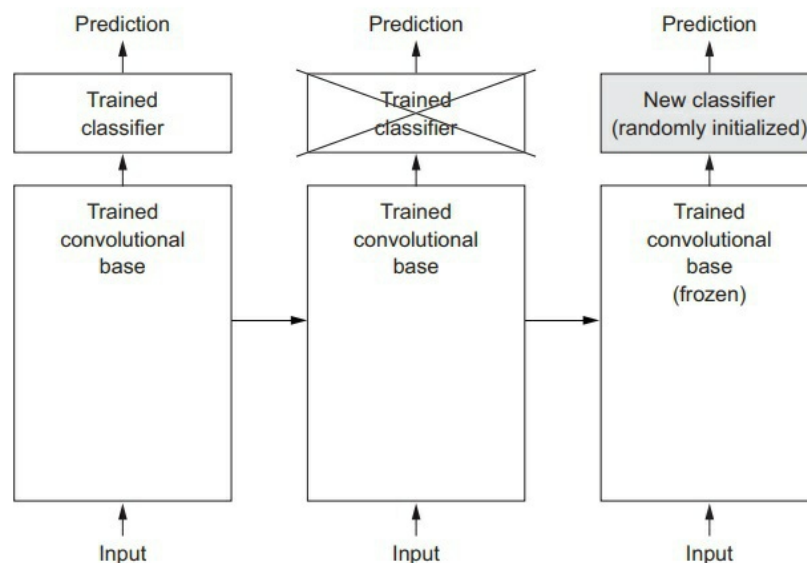 Prediction
Trained
classifier
Trained
convolutional
base
Input
Prediction
Trained
classifier
Trained
convolutional
base
Input
Prediction
New classifier
(randomly initialized)
Trained
convolutional
base
(frozen)
Input